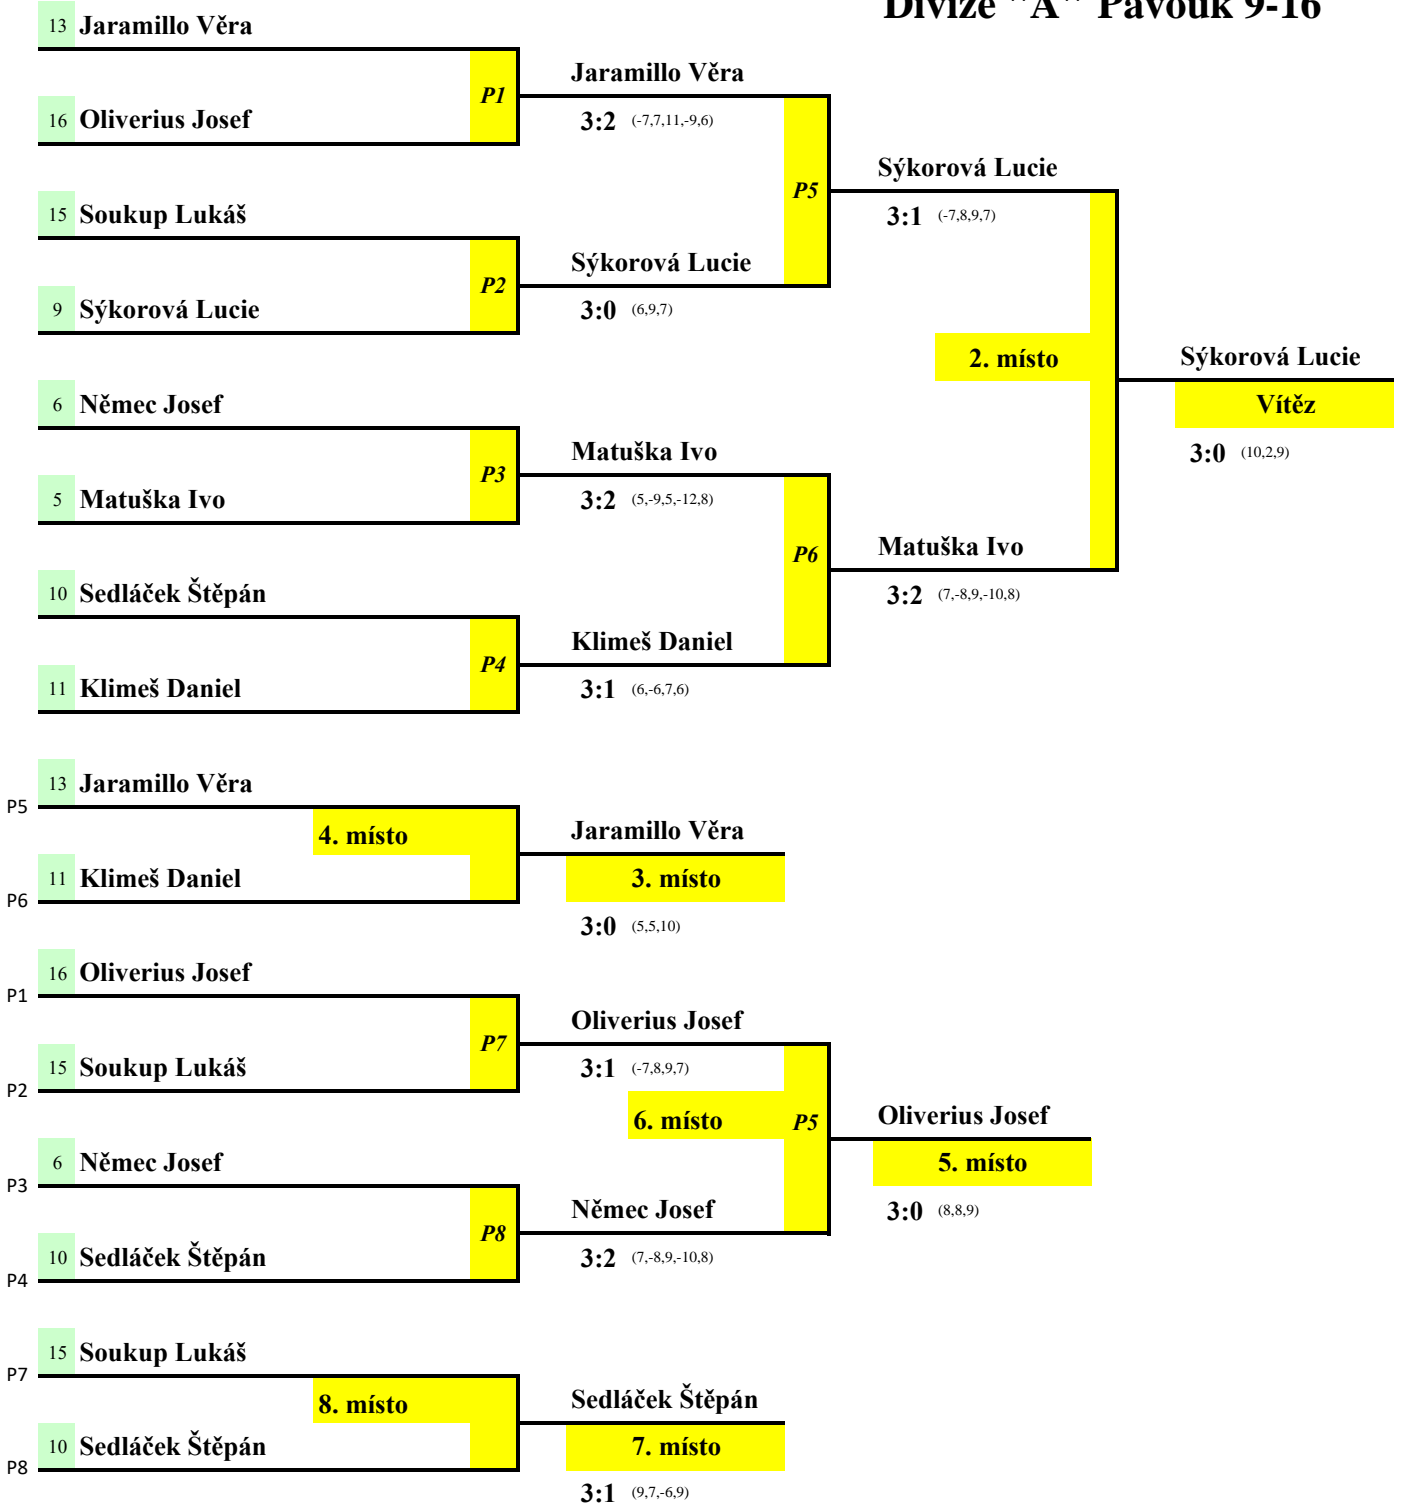 Divize "A" Pavouk 9-16
13 Jaramillo Věra
Jaramillo Věra
P1
16 Oliverius Josef
3:2 (-7,7,11,-9,6)
Sýkorová Lucie
P5
15 Soukup Lukáš
3:1 (-7,8,9,7)
Sýkorová Lucie
P2
9 Sýkorová Lucie
3:0 (6,9,7)
2. místo
Sýkorová Lucie
6 Němec Josef
Vítěz
Matuška Ivo
3:0 (10,2,9)
P3
5 Matuška Ivo
3:2 (5,-9,5,-12,8)
Matuška Ivo
P6
10 Sedláček Štěpán
3:2 (7,-8,9,-10,8)
Klimeš Daniel
P4
11 Klimeš Daniel
3:1 (6,-6,7,6)
13 Jaramillo Věra
P5
4. místo
Jaramillo Věra
11 Klimeš Daniel
3. místo
P6
3:0 (5,5,10)
16 Oliverius Josef
P1
Oliverius Josef
P7
15 Soukup Lukáš
3:1 (-7,8,9,7)
P2
6. místo
P5
Oliverius Josef
6 Němec Josef
5. místo
P3
Němec Josef
3:0 (8,8,9)
P8
10 Sedláček Štěpán
3:2 (7,-8,9,-10,8)
P4
15 Soukup Lukáš
P7
8. místo
Sedláček Štěpán
10 Sedláček Štěpán
7. místo
P8
3:1 (9,7,-6,9)